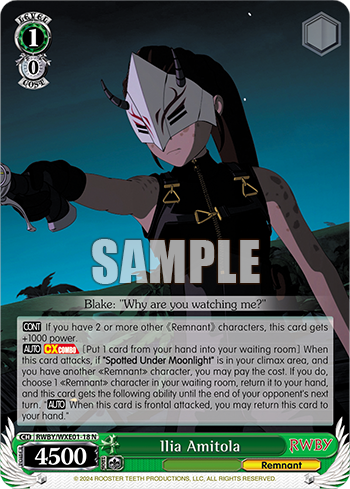 LEVEL
1
0
COST
SAMPLE
Blake: "Why are you watching me?"
CONT If you have 2 or more other 《Remnant》 characters, this card gets
+1000 power.
AUTO CXCOMBO [Put 1 card from your hand into your waiting room] When
this card attacks, if "Spotted Under Moonlight" is in your climax area, and
you have another 《Remnant》 character, you may pay the cost. If you do,
choose 1 《Remnant》 character in your waiting room, return it to your hand,
and this card gets the following ability until the end of your opponent's
next turn. "AUTO When this card is frontal attacked, you may return this card
to your hand."
CH RWBY/WXE01-18 N
POWER
4500
Ilia Amitola
RWBY
Remnant
© 2024 ROOSTER TEETH PRODUCTIONS, LLC, ALL RIGHTS RESERVED.